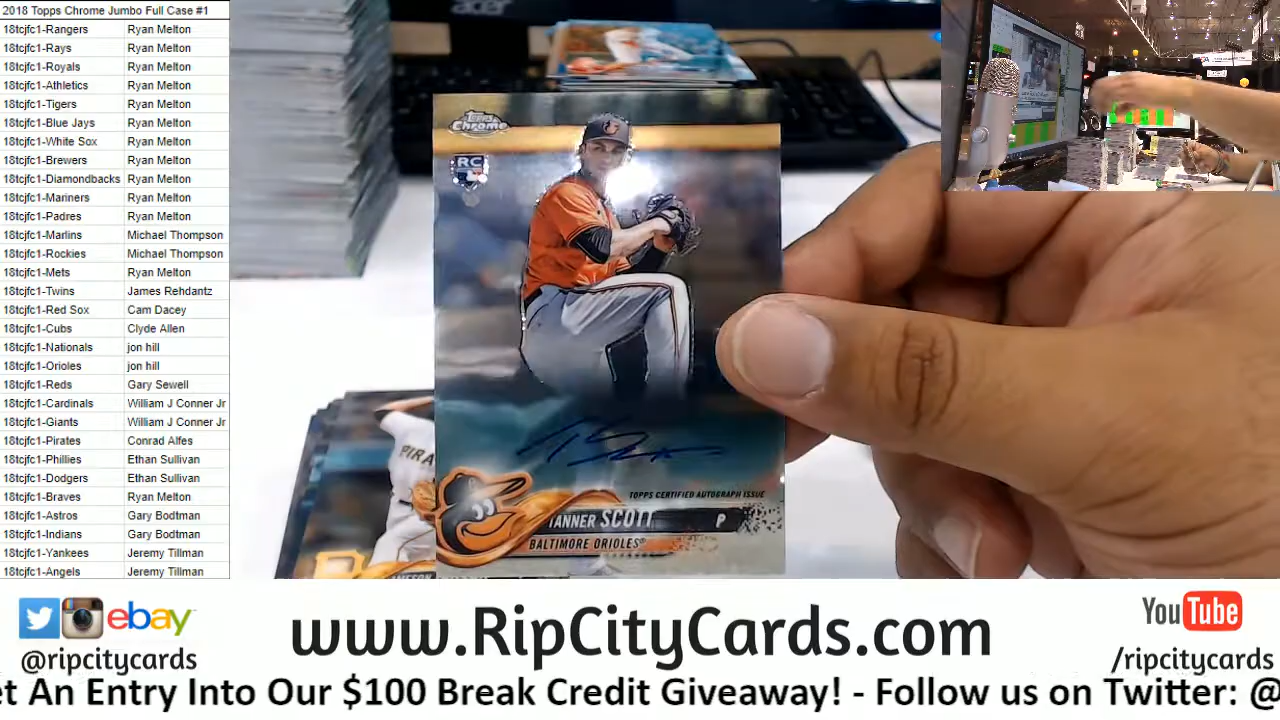 2018 Topps Chrome Jumbo Full Case #1
18tcjfc1-Rangers Ryan Melton
18tcjfc1-Rays Ryan Melton
18tcjfc1-Royals Ryan Melton
18tcjfc1-Athletics Ryan Melton
18tcjfc1-Tigers Ryan Melton
18tcjfc1-Blue Jays Ryan Melton
18tcjfc1-White Sox Ryan Melton
18tcjfc1-Brewers Ryan Melton
18tcjfc1-Diamondbacks Ryan Melton
18tcjfc1-Mariners Ryan Melton
18tcjfc1-Padres Ryan Melton
18tcjfc1-Marlins Michael Thompson
18tcjfc1-Rockies Michael Thompson
18tcjfc1-Mets Ryan Melton
18tcjfc1-Twins James Rehdantz
18tcjfc1-Red Sox Cam Dacey
18tcjfc1-Cubs Clyde Allen
18tcjfc1-Nationals jon hill
18tcjfc1-Orioles jon hill
18tcjfc1-Reds Gary Sewell
18tcjfc1-Cardinals William J Conner Jr
18tcjfc1-Giants William J Conner Jr
18tcjfc1-Pirates Conrad Alfes
18tcjfc1-Phillies Ethan Sullivan
18tcjfc1-Dodgers Ethan Sullivan
18tcjfc1-Braves Ryan Melton
18tcjfc1-Astros Gary Bodtman
18tcjfc1-Indians Gary Bodtman
18tcjfc1-Yankees Jeremy Tillman
18tcjfc1-Angels Jeremy Tillman
acer
Topps
Chrome
RC
PIRA
TOPPS CERTIFIED AUTOGRAPH ISSUE
TANNER SCOTT P
BALTIMORE ORIOLES
ebay
@ripcitycards
www.RipCityCards.com
YouTube
/ripcitycards
et An Entry Into Our $100 Break Credit Giveaway! - Follow us on Twitter: @